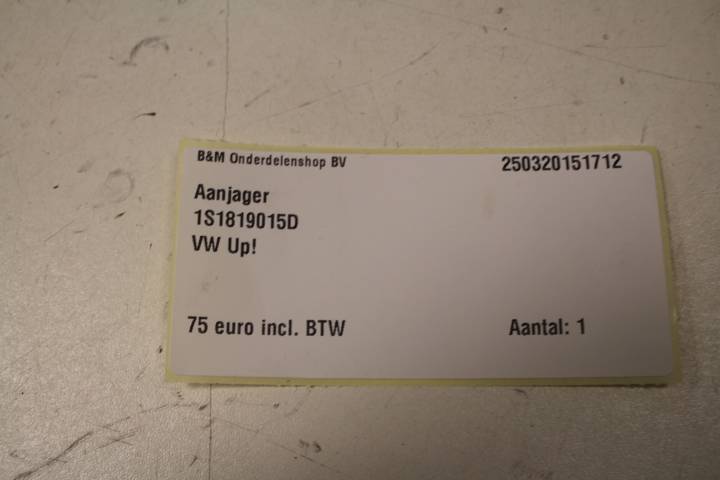 B&M Onderdelenshop BV 250320151712
Aanjager
1S1819015D
VW Up!
75 euro incl. BTW Aantal: 1